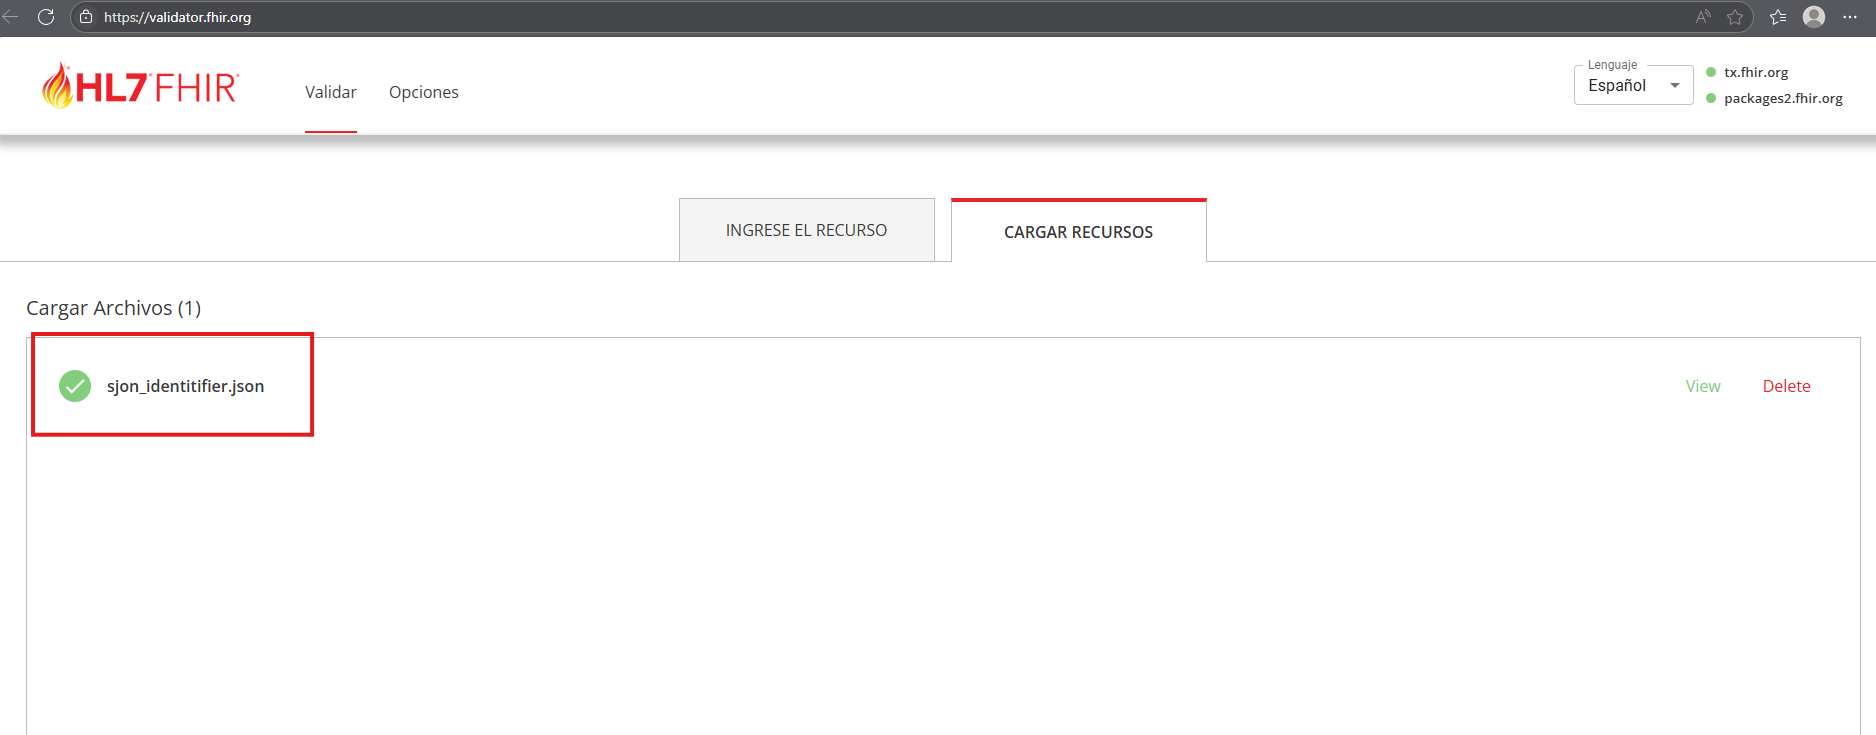 https://validator.fhir.org
HL7 FHIR
Validar
Opciones
Lenguaje
Español
tx.fhir.org
packages2.fhir.org
INGRESE EL RECURSO
CARGAR RECURSOS
Cargar Archivos (1)
sjon_identitifier.json
View
Delete